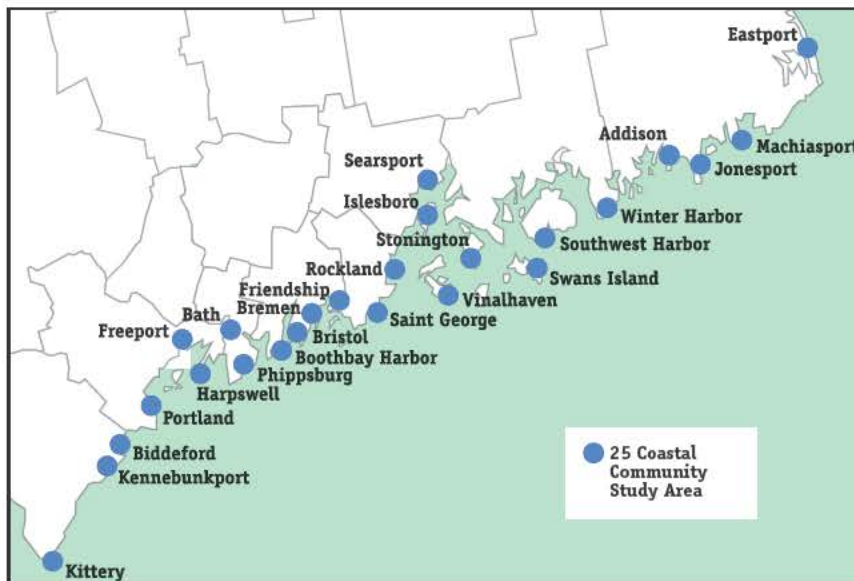 Eastport
Addison
Machiasport
Searsport
Jonesport
Islesboro
Winter Harbor
Stonington
Southwest Harbor
Rockland
Swans Island
Friendship
Vinalhaven
Bremen
Bath
Saint George
Freeport
Bristol
Boothbay Harbor
Phippsburg
Harpswell
Portland
Biddeford
Kennebunkport
25 Coastal
Community
Study Area
Kittery